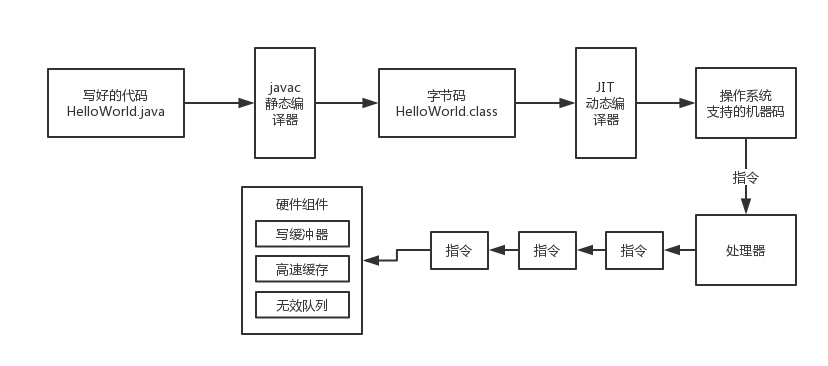 写好的代码
HelloWorld.java
javac
静态编
译器
字节码
HelloWorld.class
JIT
动态编
译器
操作系统
支持的机器码
指令
处理器
指令
指令
指令
硬件组件
写缓冲器
高速缓存
无效队列